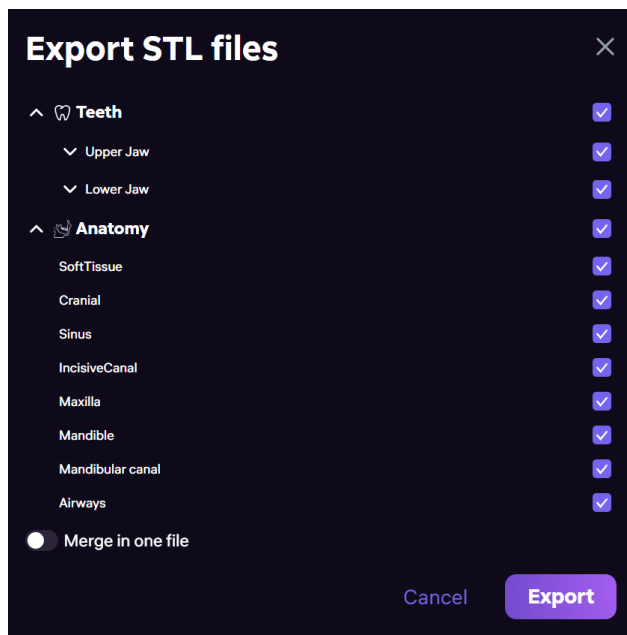 Export STL files
Teeth
Upper Jaw
Lower Jaw
Anatomy
SoftTissue
Cranial
Sinus
IncisiveCanal
Maxilla
Mandible
Mandibular canal
Airways
Merge in one file
Cancel Export